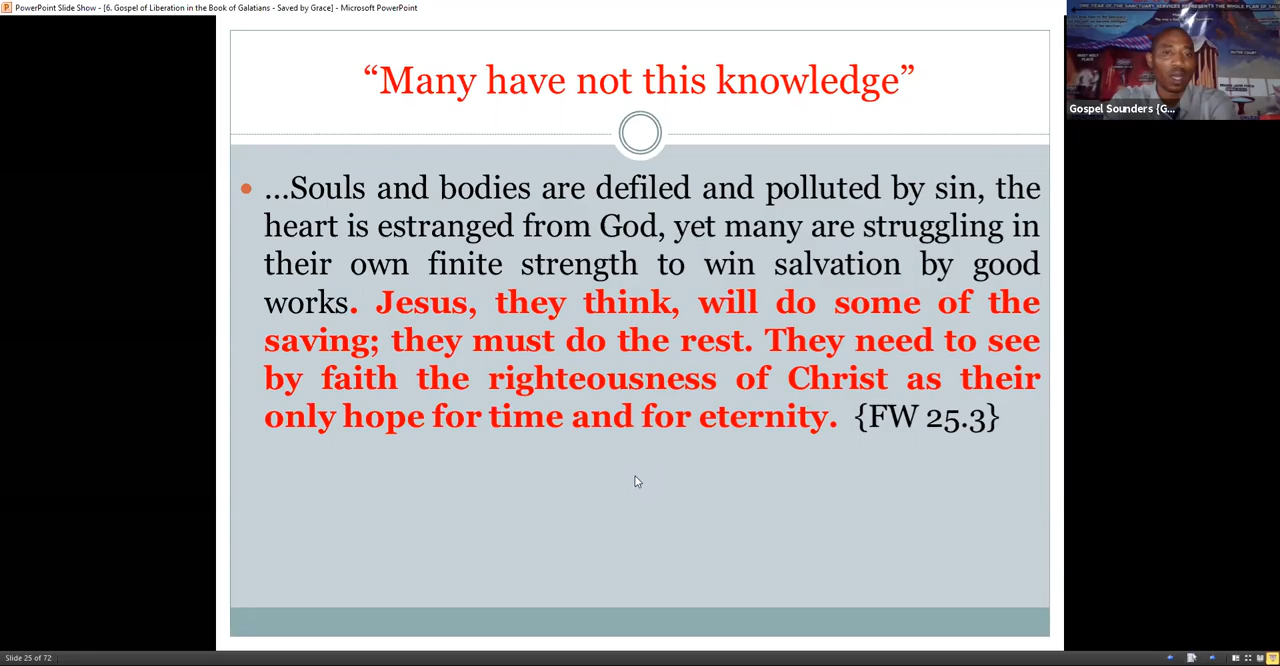 PowerPoint Slide Show - [6. Gospel of Liberation in the Book of Galatians - Saved by Grace] - Microsoft PowerPoint
“Many have not this knowledge”
…Souls and bodies are defiled and polluted by sin, the
heart is estranged from God, yet many are struggling in
their own finite strength to win salvation by good
works. Jesus, they think, will do some of the
saving; they must do the rest. They need to see
by faith the righteousness of Christ as their
only hope for time and for eternity. {FW 25.3}
Gospel Sounders {G...
Slide 25 of 72